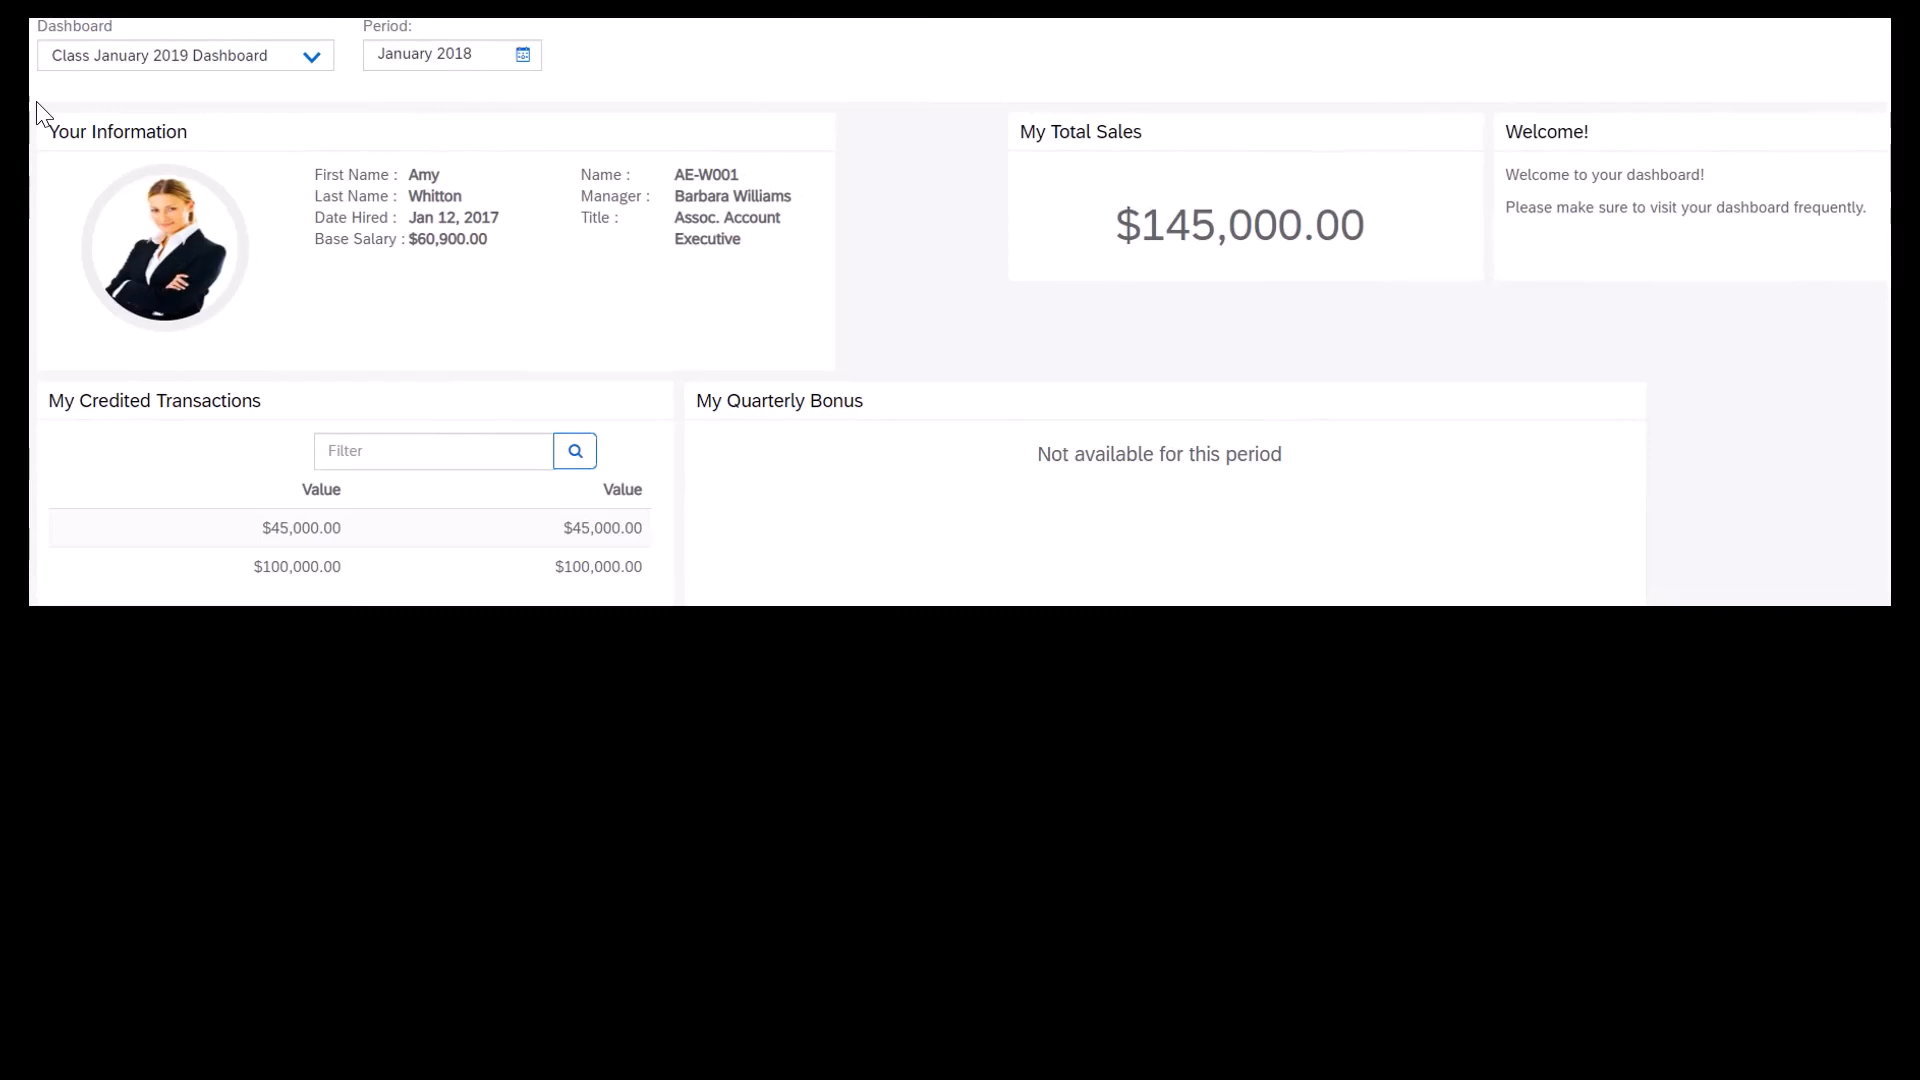 Dashboard
Period:
Class January 2019 Dashboard
January 2018
Your Information
First Name : Amy
Last Name : Whitton
Date Hired : Jan 12, 2017
Base Salary : $60,900.00
Name : AE-W001
Manager : Barbara Williams
Title : Assoc. Account
Executive
My Total Sales
$145,000.00
Welcome!
Welcome to your dashboard!
Please make sure to visit your dashboard frequently.
My Credited Transactions
Filter
Value Value
$45,000.00 $45,000.00
$100,000.00 $100,000.00
My Quarterly Bonus
Not available for this period